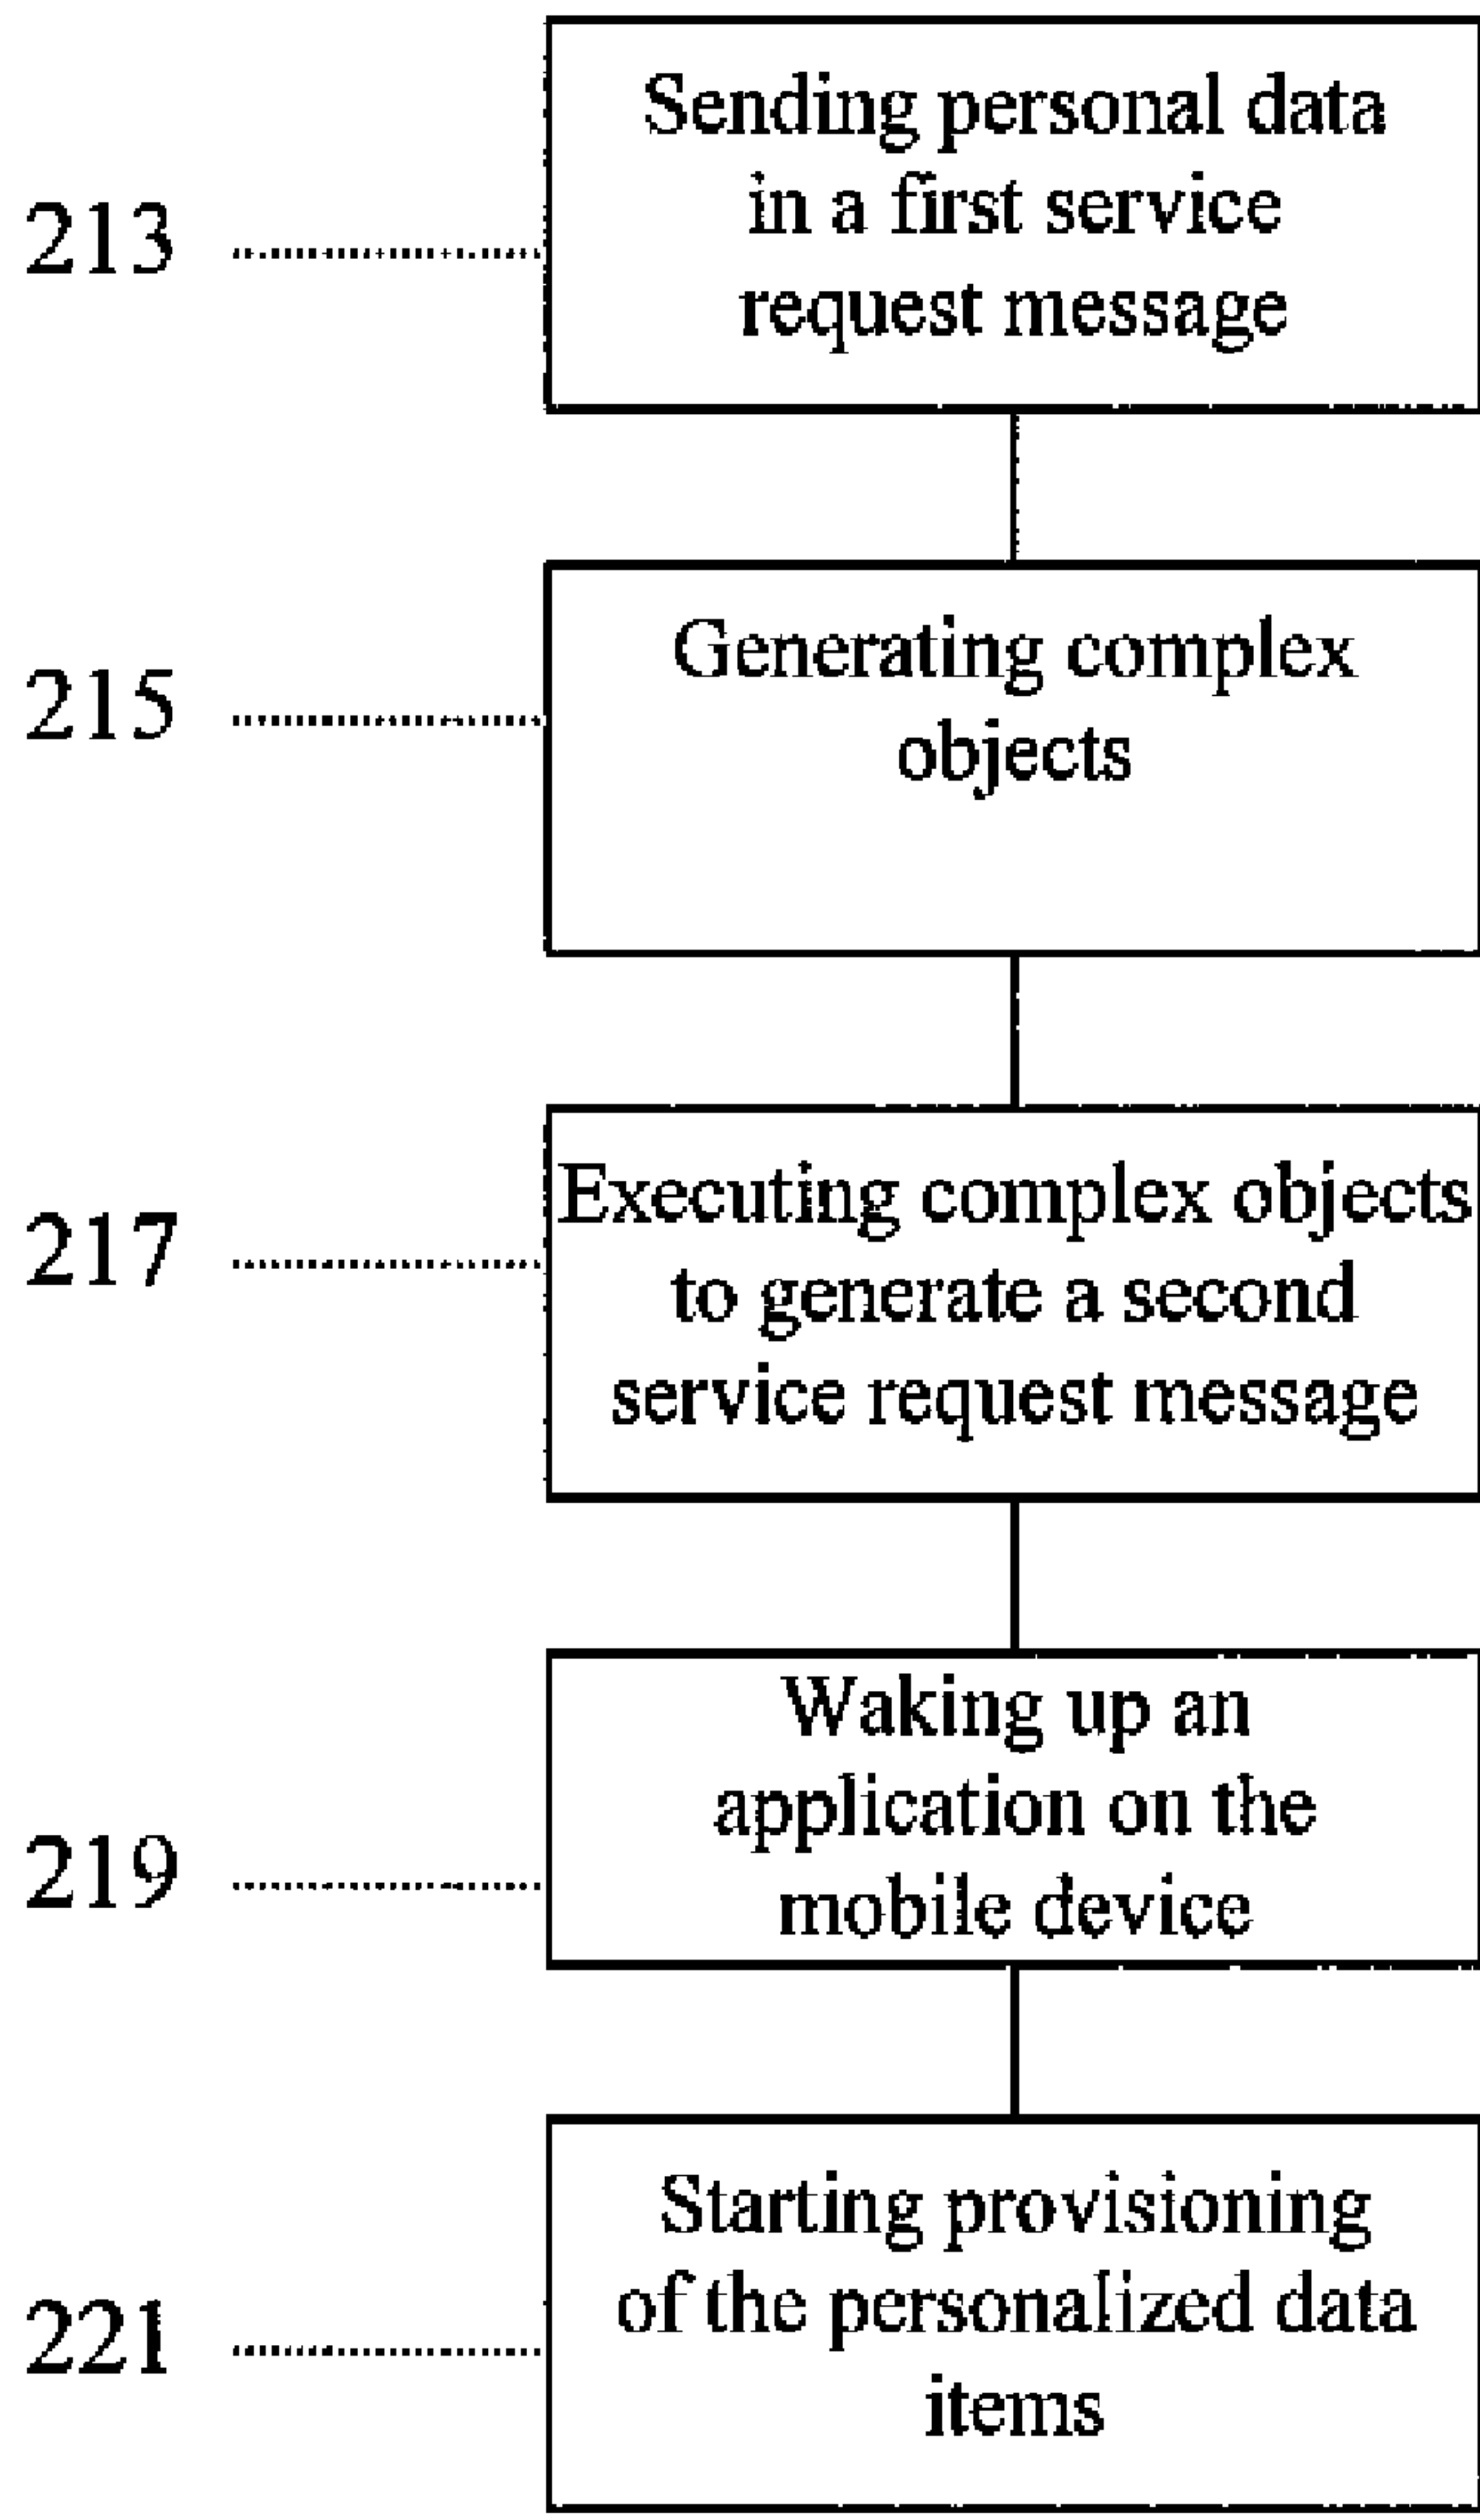 Sending personal data
in a first service
request message
213
Generating complex
objects
215
Executing complex objects
to generate a second
service request message
217
Waking up an
application on the
mobile device
219
Starting provisioning
of the personalized data
items
221